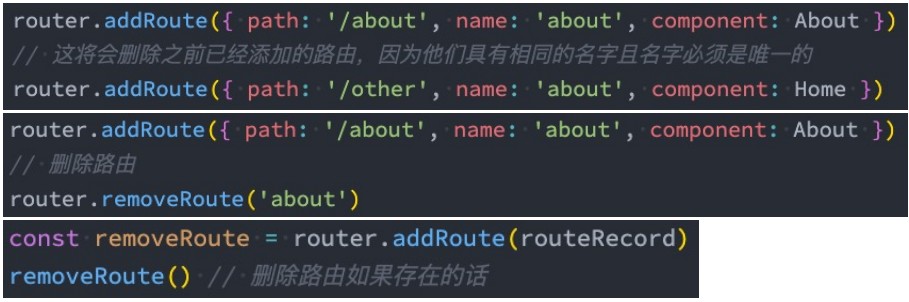 router.addRoute({ path: '/about', name: 'about', component: About })
// 这将会删除之前已经添加的路由，因为他们具有相同的名字且名字必须是唯一的
router.addRoute({ path: '/other', name: 'about', component: Home })
router.addRoute({ path: '/about', name: 'about', component: About })
// 删除路由
router.removeRoute('about')
const removeRoute = router.addRoute(routeRecord)
removeRoute() // 删除路由如果存在的话